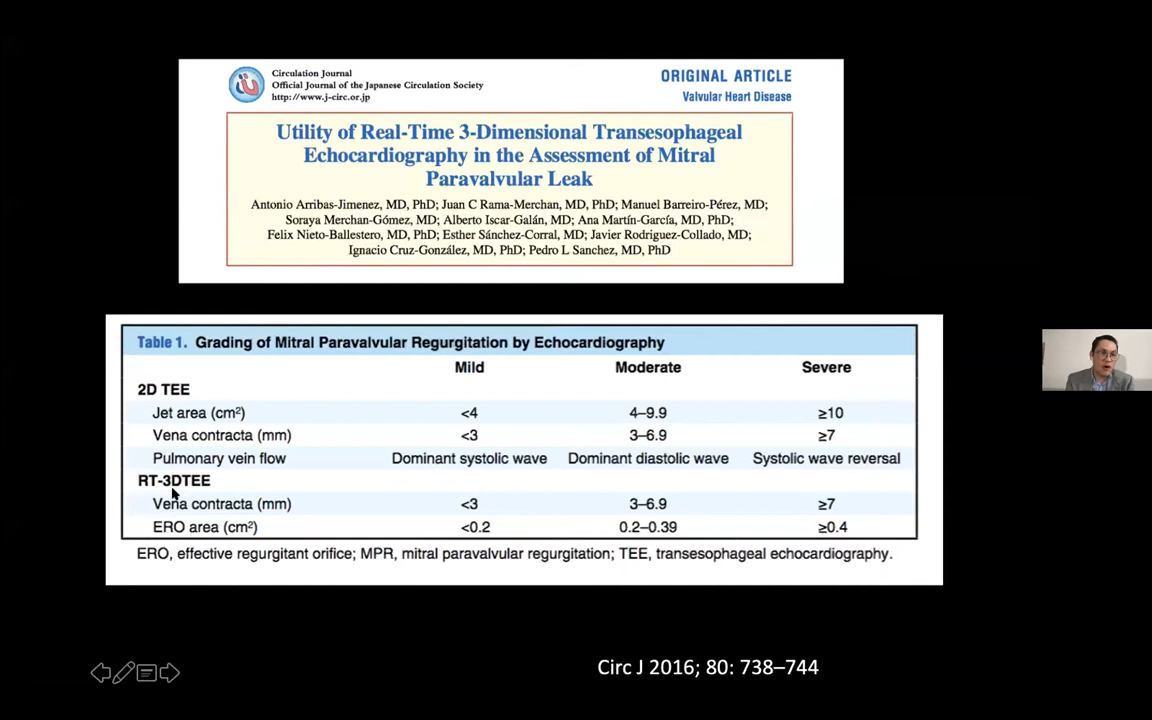 Circulation Journal
Official Journal of the Japanese Circulation Society
http://www.j-circ.or.jp
ORIGINAL ARTICLE
Valvular Heart Disease
Utility of Real-Time 3-Dimensional Transesophageal
Echocardiography in the Assessment of Mitral
Paravalvular Leak
Antonio Arribas-Jimenez, MD, PhD; Juan C Rama-Merchan, MD, PhD; Manuel Barreiro-Pérez, MD;
Soraya Merchan-Gómez, MD; Alberto Iscar-Galán, MD; Ana Martín-García, MD, PhD;
Felix Nieto-Ballestero, MD, PhD; Esther Sánchez-Corral, MD; Javier Rodriguez-Collado, MD;
Ignacio Cruz-González, MD, PhD; Pedro L Sanchez, MD, PhD
Table 1. Grading of Mitral Paravalvular Regurgitation by Echocardiography
Mild Moderate Severe
2D TEE
Jet area (cm²) <4 4–9.9 ≥10
Vena contracta (mm) <3 3–6.9 ≥7
Pulmonary vein flow Dominant systolic wave Dominant diastolic wave Systolic wave reversal
RT-3DTEE
Vena contracta (mm) <3 3–6.9 ≥7
ERO area (cm²) <0.2 0.2–0.39 ≥0.4
ERO, effective regurgitant orifice; MPR, mitral paravalvular regurgitation; TEE, transesophageal echocardiography.
Circ J 2016; 80: 738–744